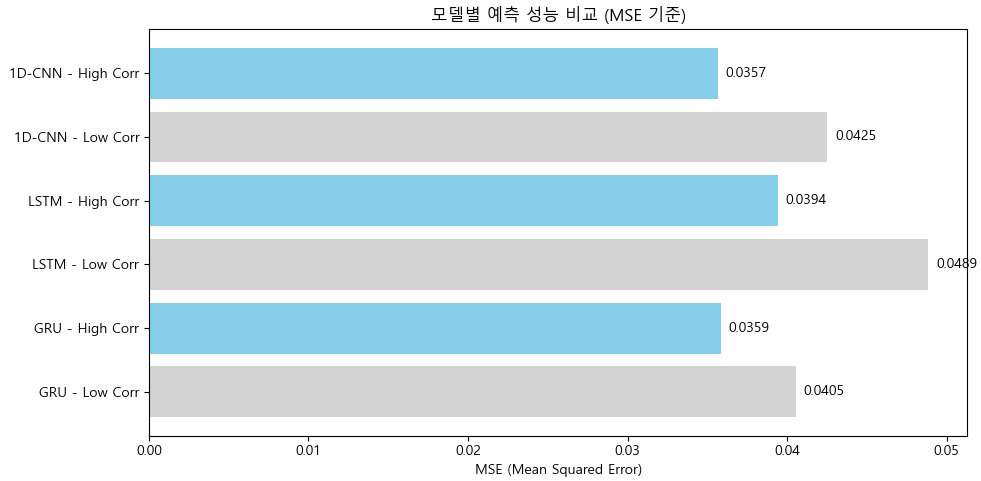 모델별 예측 성능 비교 (MSE 기준)
1D-CNN - High Corr
0.0357
1D-CNN - Low Corr
0.0425
LSTM - High Corr
0.0394
LSTM - Low Corr
0.0489
GRU - High Corr
0.0359
GRU - Low Corr
0.0405
0.00 0.01 0.02 0.03 0.04 0.05
MSE (Mean Squared Error)